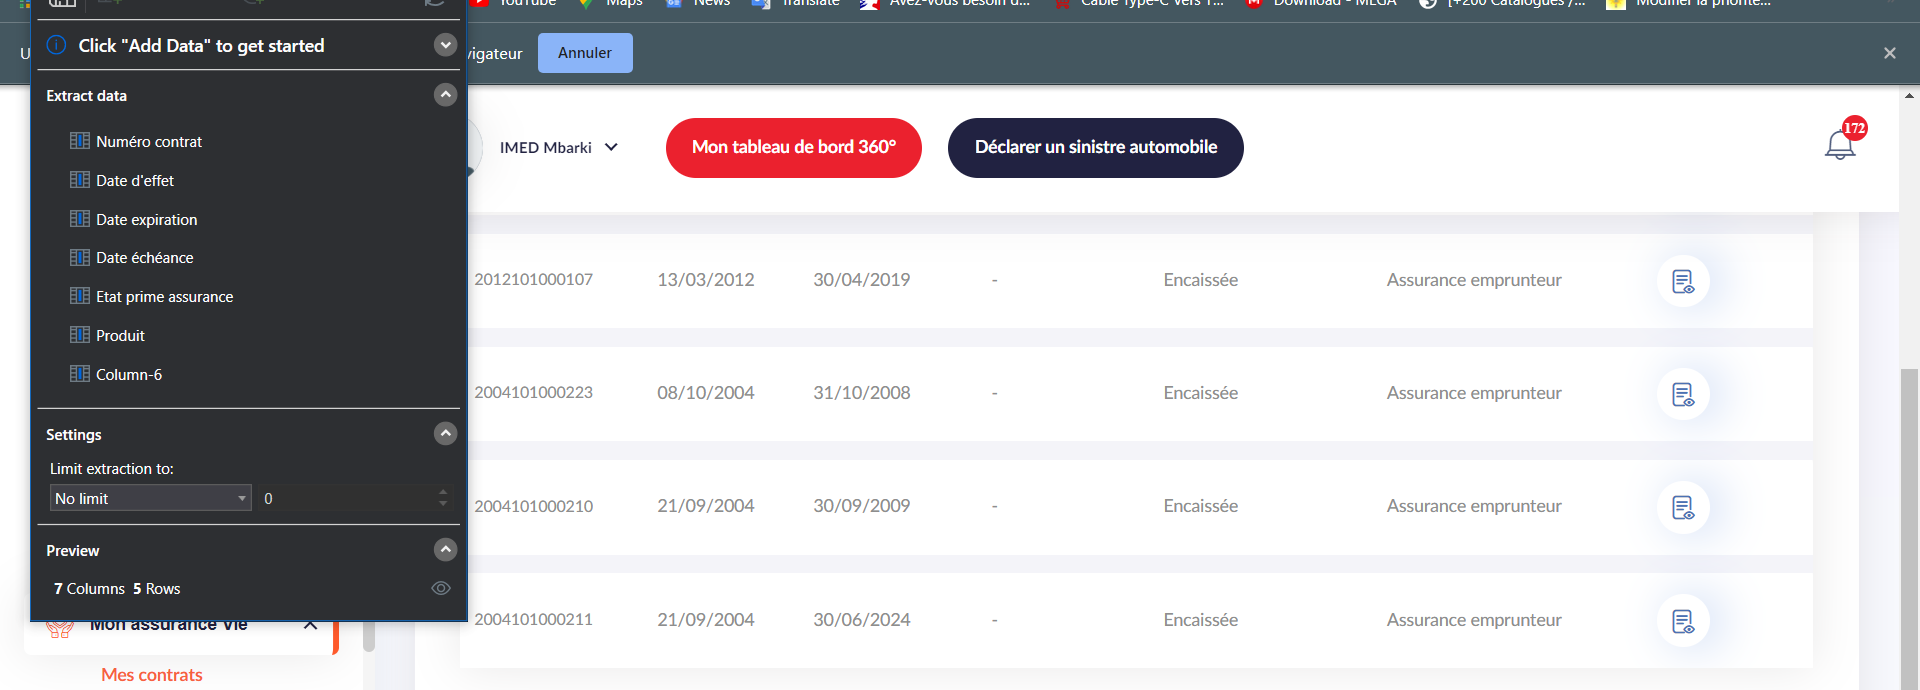 YouTube
Maps
News
Translate
Avez-vous besoin d...
Câble Type-C Vers 1...
Download - MEGA
[+200 Catalogues /...
Modifier la priorité...
Click "Add Data" to get started
U
vigateur
Annuler
Extract data
Numéro contrat
Date d'effet
Date expiration
Date échéance
Etat prime assurance
Produit
Column-6
Settings
Limit extraction to:
No limit
0
Preview
7 Columns 5 Rows
Mon assurance Vie
Mes contrats
IMED Mbarki
Mon tableau de bord 360°
Déclarer un sinistre automobile
172
2012101000107 13/03/2012 30/04/2019 - Encaissée Assurance emprunteur
2004101000223 08/10/2004 31/10/2008 - Encaissée Assurance emprunteur
2004101000210 21/09/2004 30/09/2009 - Encaissée Assurance emprunteur
2004101000211 21/09/2004 30/06/2024 - Encaissée Assurance emprunteur